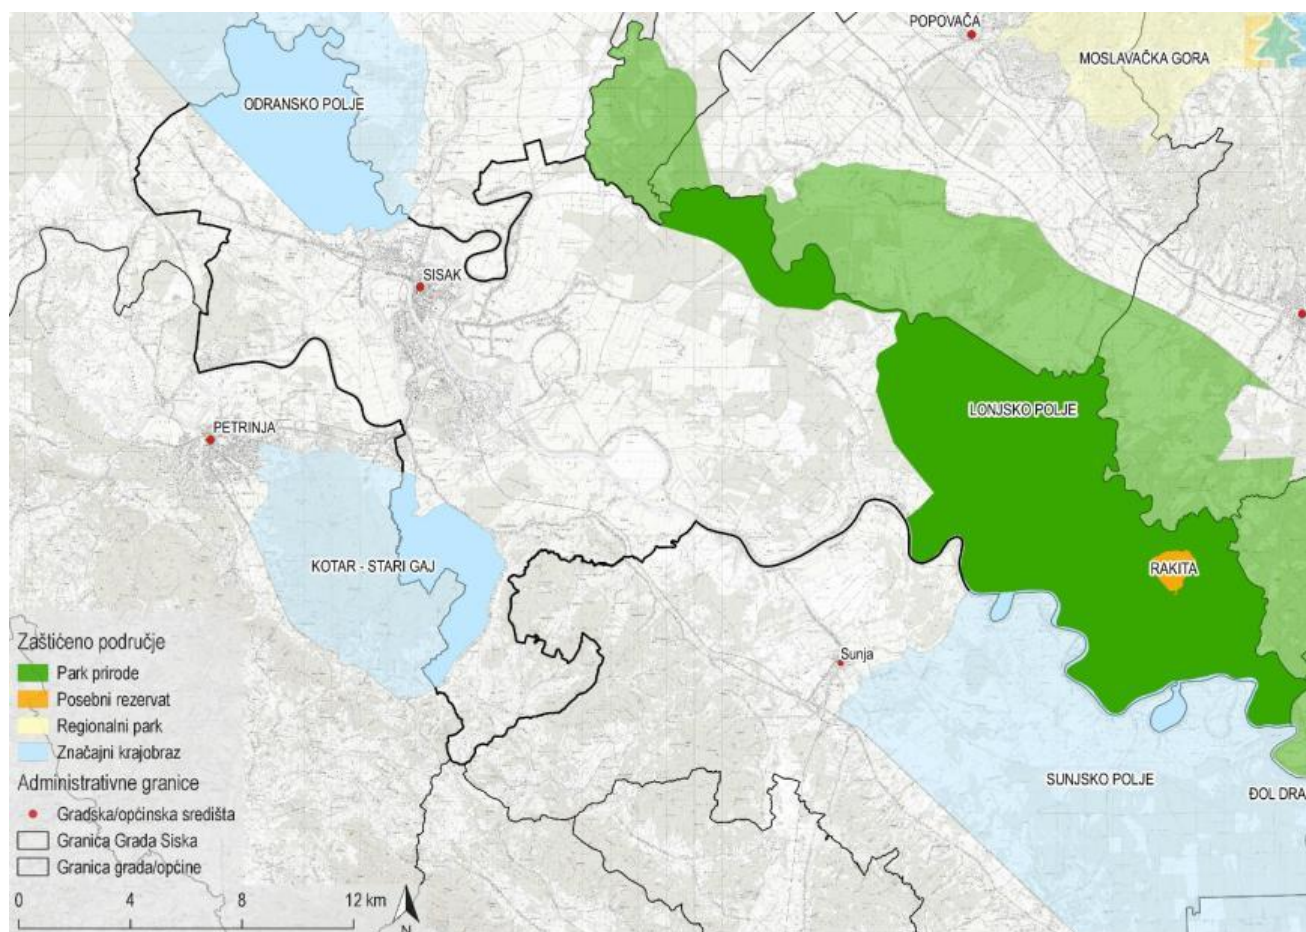 POPOVAČA
MOSLAVAČKA GORA
ODRANSKO POLJE
SISAK
LONJSKO POLJE
PETRINJA
KOTAR - STARI GAJ
RAKITA
Sunja
SUNJSKO POLJE
ĐOL DRA
Zaštićeno područje
Park prirode
Posebni rezervat
Regionalni park
Značajni krajobraz
Administrativne granice
Gradska/općinska središta
Granica Grada Siska
Granica grada/općine
0 4 8 12 km
N